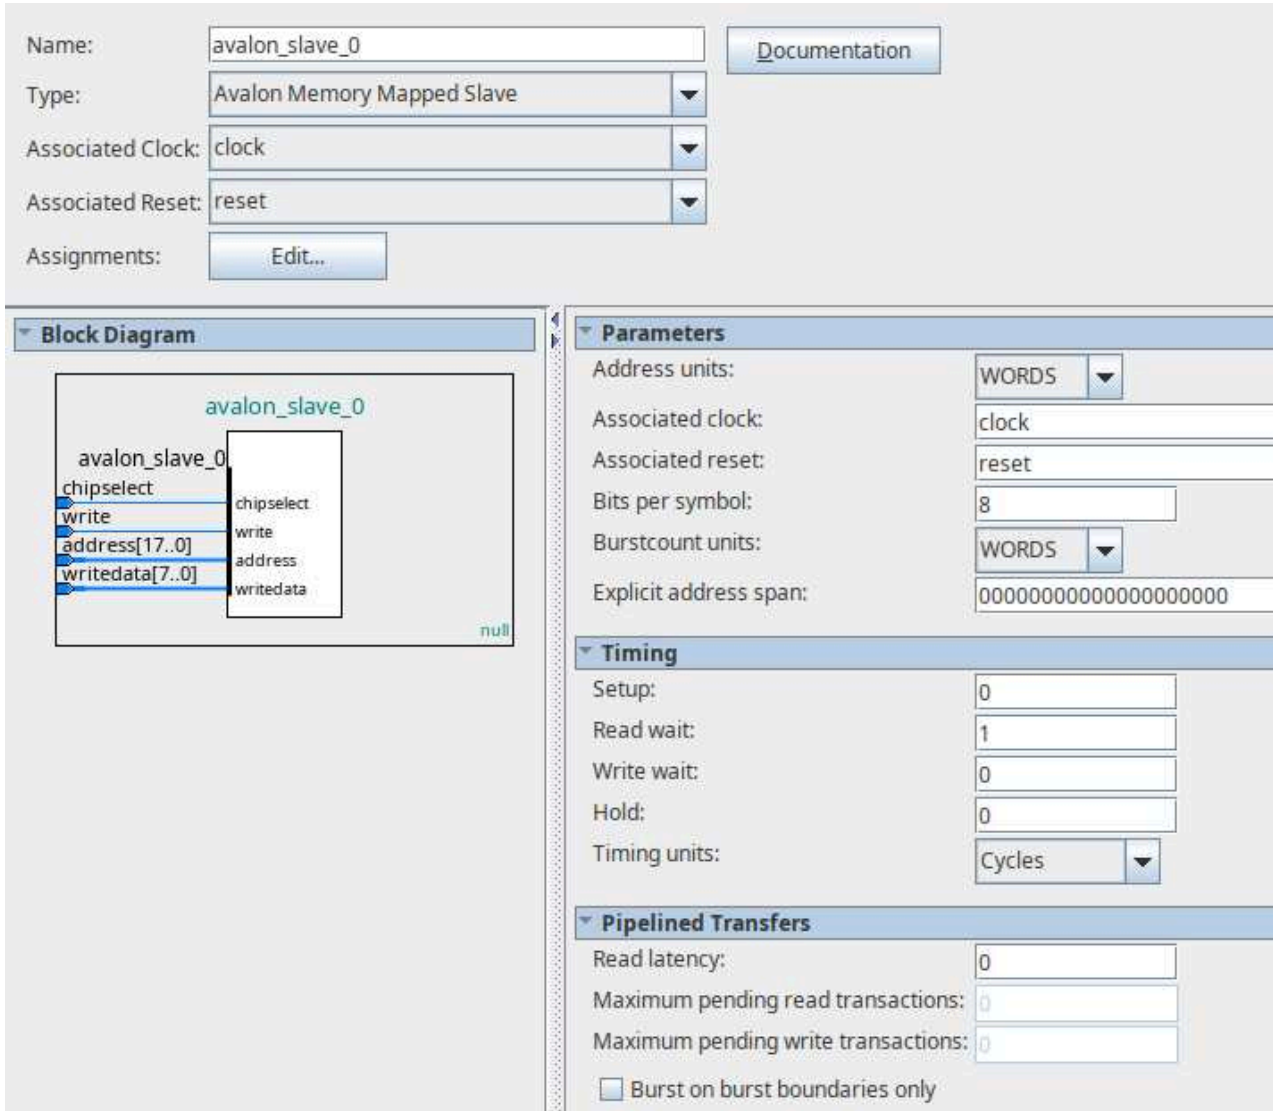 Name: avalon_slave_0 Documentation
Type: Avalon Memory Mapped Slave
Associated Clock: clock
Associated Reset: reset
Assignments: Edit...
Block Diagram
avalon_slave_0
avalon_slave_0
chipselect
chipselect
write
write
address[17..0]
address
writedata[7..0]
writedata
null
Parameters
Address units: WORDS
Associated clock: clock
Associated reset: reset
Bits per symbol: 8
Burstcount units: WORDS
Explicit address span: 00000000000000000000
Timing
Setup: 0
Read wait: 1
Write wait: 0
Hold: 0
Timing units: Cycles
Pipelined Transfers
Read latency: 0
Maximum pending read transactions: 0
Maximum pending write transactions: 0
Burst on burst boundaries only